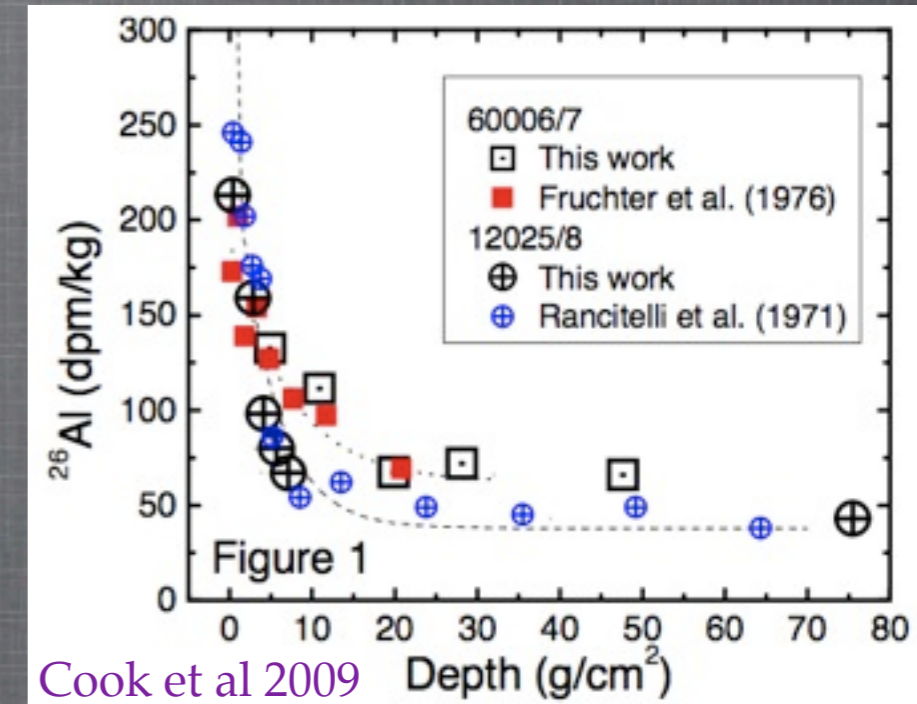 300
250
200
150
100
50
0
²⁶Al (dpm/kg)
60006/7
This work
Fruchter et al. (1976)
12025/8
This work
Rancitelli et al. (1971)
Figure 1
0 10 20 30 40 50 60 70 80
Cook et al 2009 Depth (g/cm²)